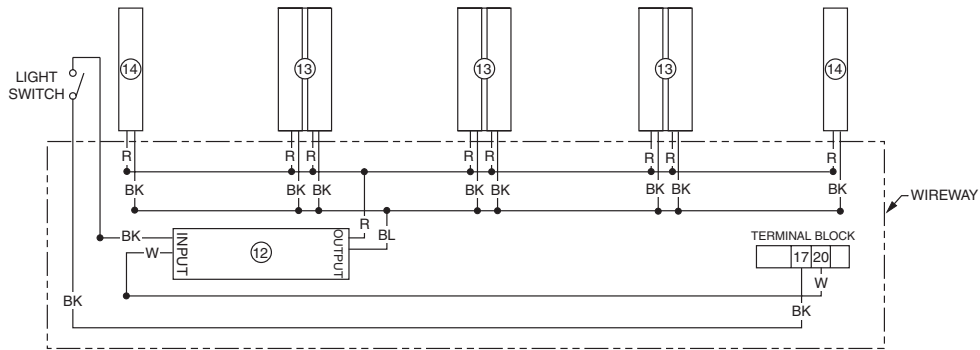 14 13 13 13 14
LIGHT
SWITCH
R R R R R R R R
BK BK BK BK BK BK BK BK
WIREWAY
R
BL
BK
W
INPUT
12
OUTPUT
TERMINAL BLOCK
17 20
W
BK
BK